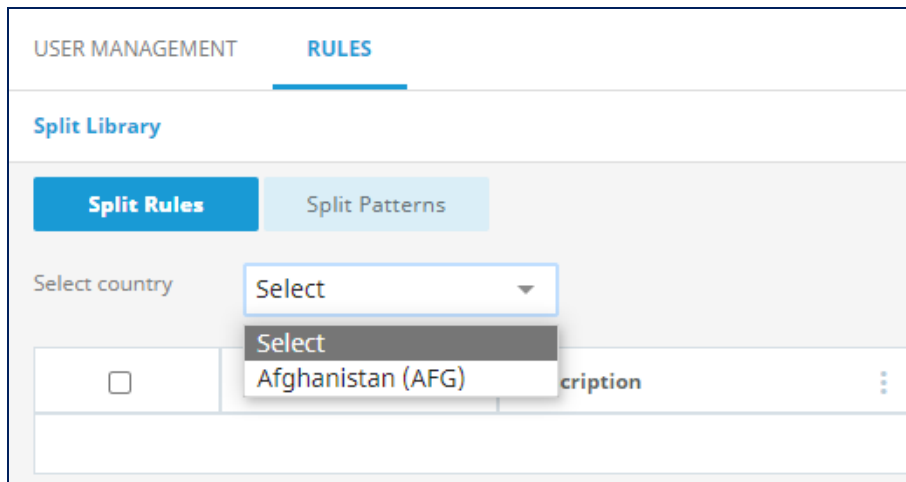 USER MANAGEMENT RULES
Split Library
Split Rules Split Patterns
Select country Select
Select
Afghanistan (AFG)
cription